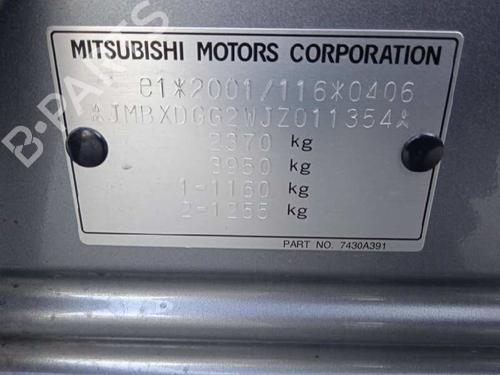 B-PARTS
MITSUBISHI MOTORS CORPORATION
e1*2001/116*0406
*JMBXDGG2WJZ011354*
2370 kg
3950 kg
1-1160 kg
2-1255 kg
PART NO. 7430A391